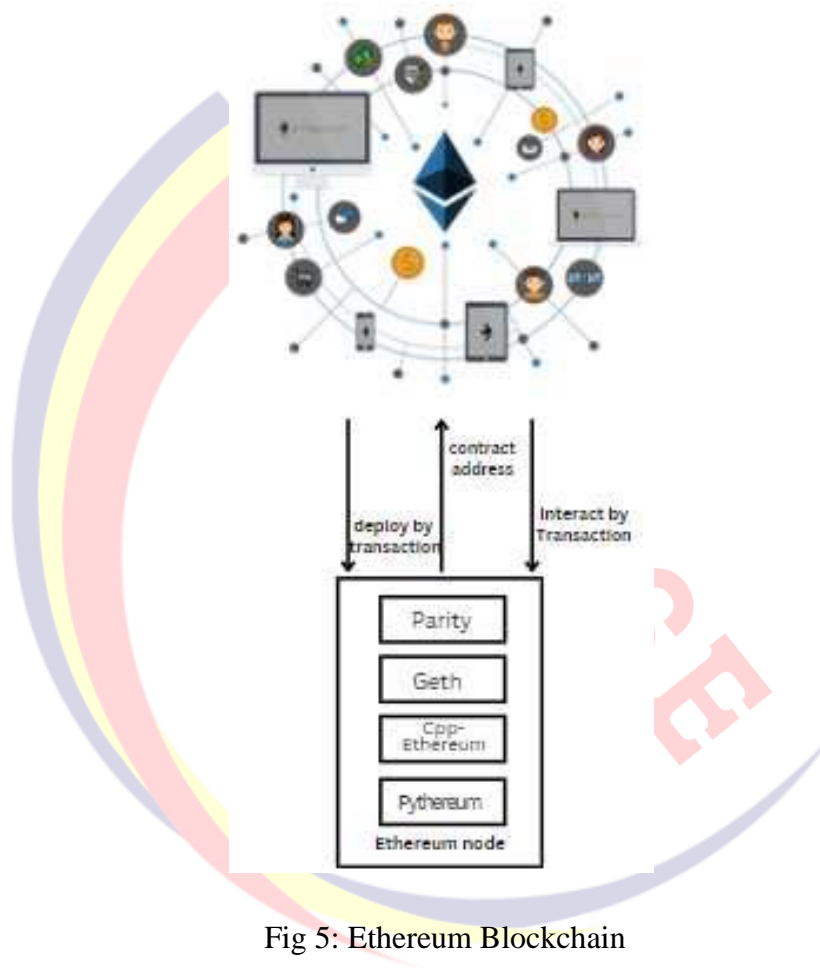 contract
address
deploy by
transaction
Interact by
Transaction
Parity
Geth
Cpp-
Ethereum
Pythereum
Ethereum node
CE
Fig 5: Ethereum Blockchain